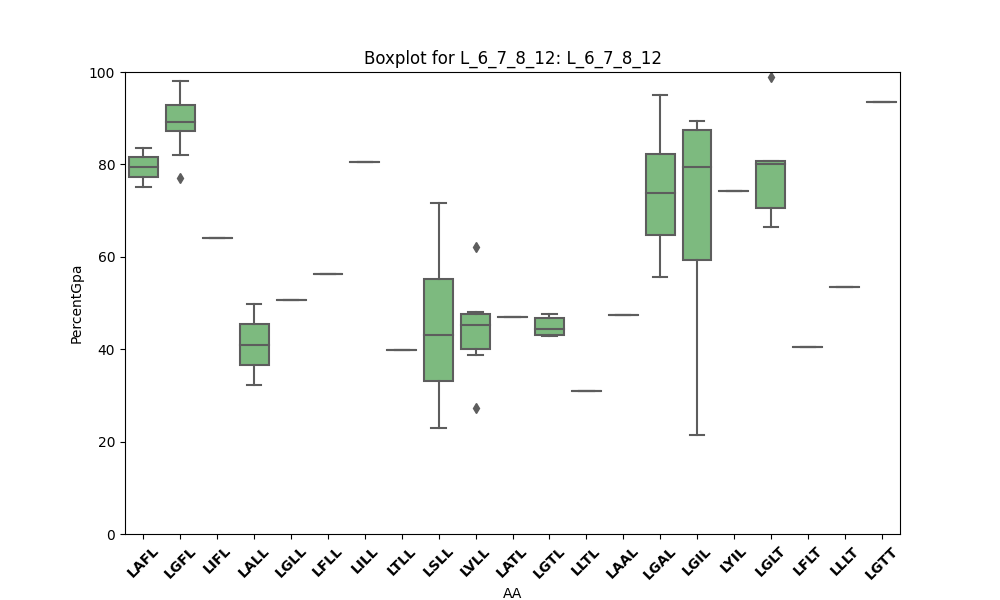 Boxplot for L_6_7_8_12: L_6_7_8_12
100
80
60
40
20
0
PercentGpa
LAFL LGFL LIFL LALL LGLL LFLL LILL LTLL LSLL LVLL LATL LGTL LLTL LAAL LGAL LGIL LYIL LGLT LFLT LLLT LGTT
AA